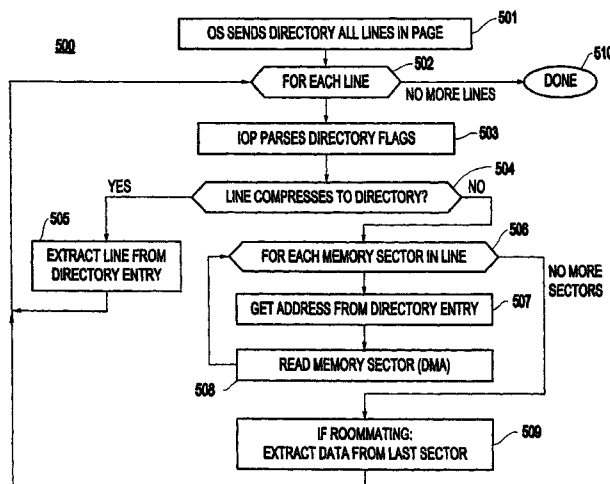 501
OS SENDS DIRECTORY ALL LINES IN PAGE
500
502
510
FOR EACH LINE
DONE
NO MORE LINES
IOP PARSES DIRECTORY FLAGS
503
504
YES
LINE COMPRESSES TO DIRECTORY?
NO
505
EXTRACT LINE FROM
DIRECTORY ENTRY
506
FOR EACH MEMORY SECTOR IN LINE
NO MORE
SECTORS
GET ADDRESS FROM DIRECTORY ENTRY
507
READ MEMORY SECTOR (DMA)
508
IF ROOMMATING:
EXTRACT DATA FROM LAST SECTOR
509